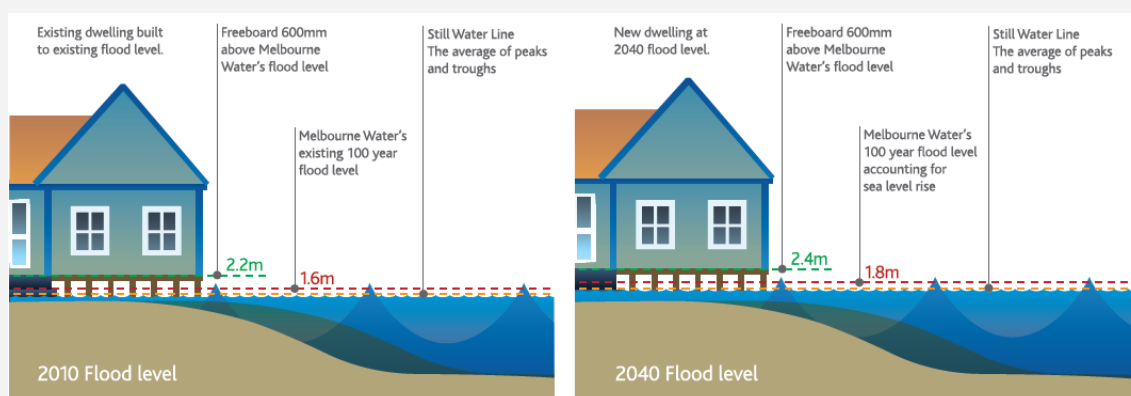 Existing dwelling built
to existing flood level.
Freeboard 600mm
above Melbourne
Water's flood level
Still Water Line
The average of peaks
and troughs
Melbourne Water's
existing 100 year
flood level
2.2m
1.6m
2010 Flood level
New dwelling at
2040 flood level.
Freeboard 600mm
above Melbourne
Water's flood level
Still Water Line
The average of peaks
and troughs
Melbourne Water's
100 year flood level
accounting for
sea level rise
2.4m
1.8m
2040 Flood level